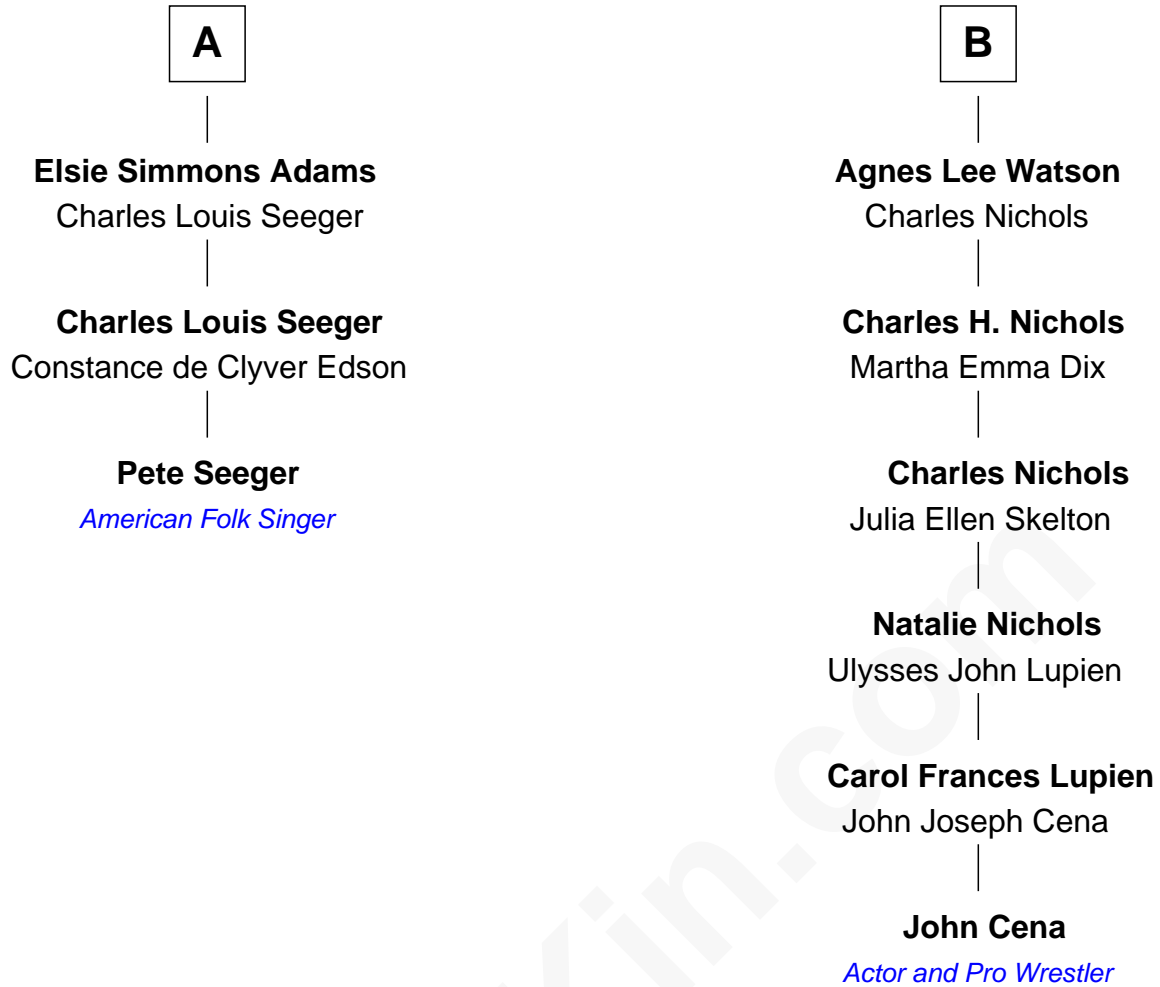 A
Elsie Simmons Adams
Charles Louis Seeger
Charles Louis Seeger
Constance de Clyver Edson
Pete Seeger
American Folk Singer
B
Agnes Lee Watson
Charles Nichols
Charles H. Nichols
Martha Emma Dix
Charles Nichols
Julia Ellen Skelton
Natalie Nichols
Ulysses John Lupien
Carol Frances Lupien
John Joseph Cena
John Cena
Actor and Pro Wrestler
Kin.com